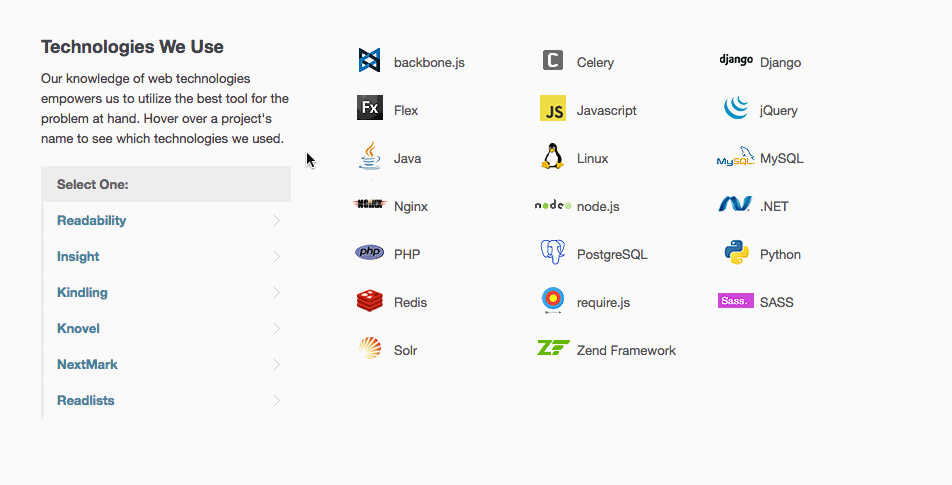 Technologies We Use
Our knowledge of web technologies
empowers us to utilize the best tool for the
problem at hand. Hover over a project's
name to see which technologies we used.
Select One:
Readability
Insight
Kindling
Knovel
NextMark
Readlists
backbone.js
C Celery
django Django
Fx Flex
JS Javascript
jQuery
Java Java
Linux
MySQL MySQL
NGINX Nginx
node node.js
.NET
php PHP
PostgreSQL
Python
Redis
require.js
Sass. SASS
Solr
ZF Zend Framework